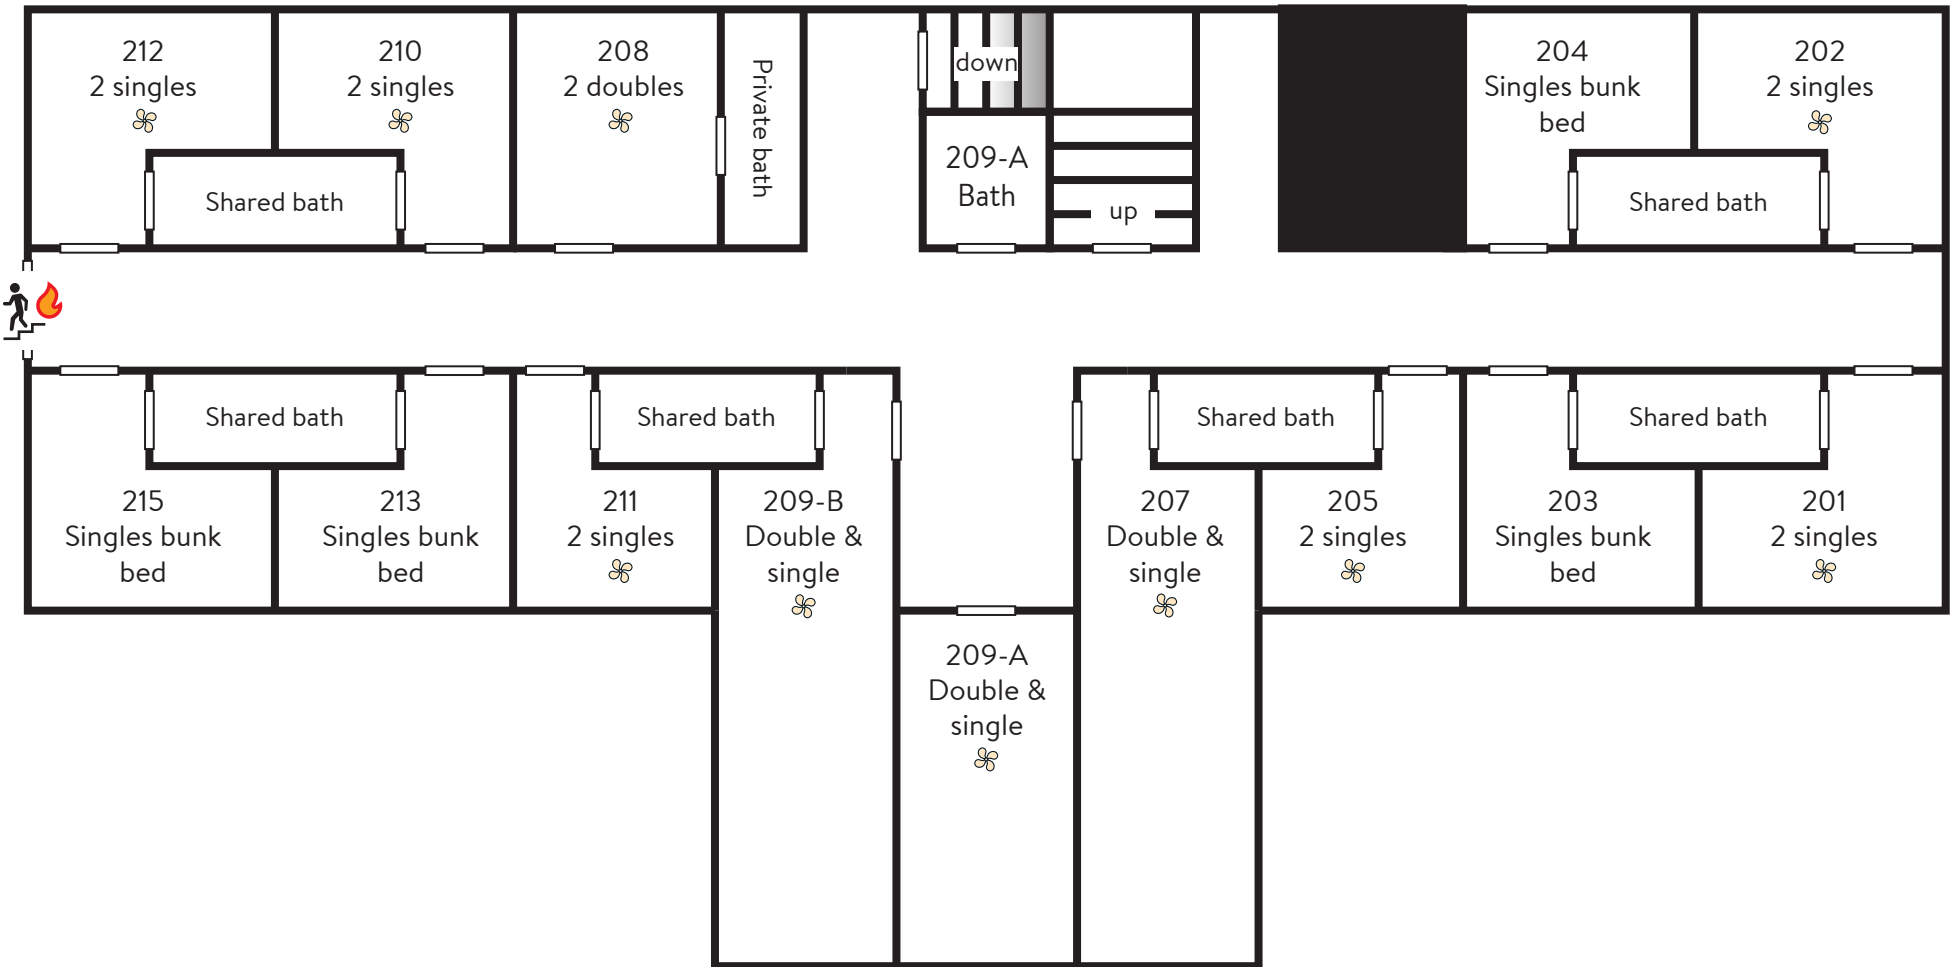 212
2 singles
210
2 singles
208
2 doubles
Private bath
down
204
Singles bunk
bed
202
2 singles
209-A
Bath
up
Shared bath
Shared bath
Shared bath
Shared bath
Shared bath
Shared bath
215
Singles bunk
bed
213
Singles bunk
bed
211
2 singles
209-B
Double &
single
207
Double &
single
205
2 singles
203
Singles bunk
bed
201
2 singles
209-A
Double &
single